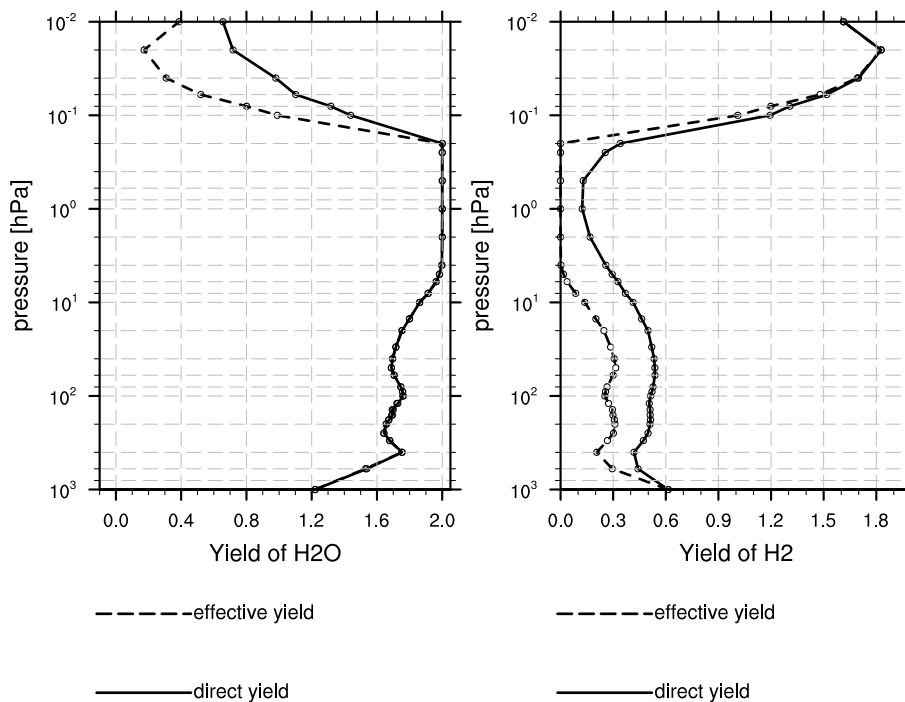 10-2
10-1
100
101
102
103
pressure [hPa]
0.0 0.4 0.8 1.2 1.6 2.0
Yield of H2O
effective yield
direct yield
10-2
10-1
100
101
102
103
pressure [hPa]
0.0 0.3 0.6 0.9 1.2 1.5 1.8
Yield of H2
effective yield
direct yield